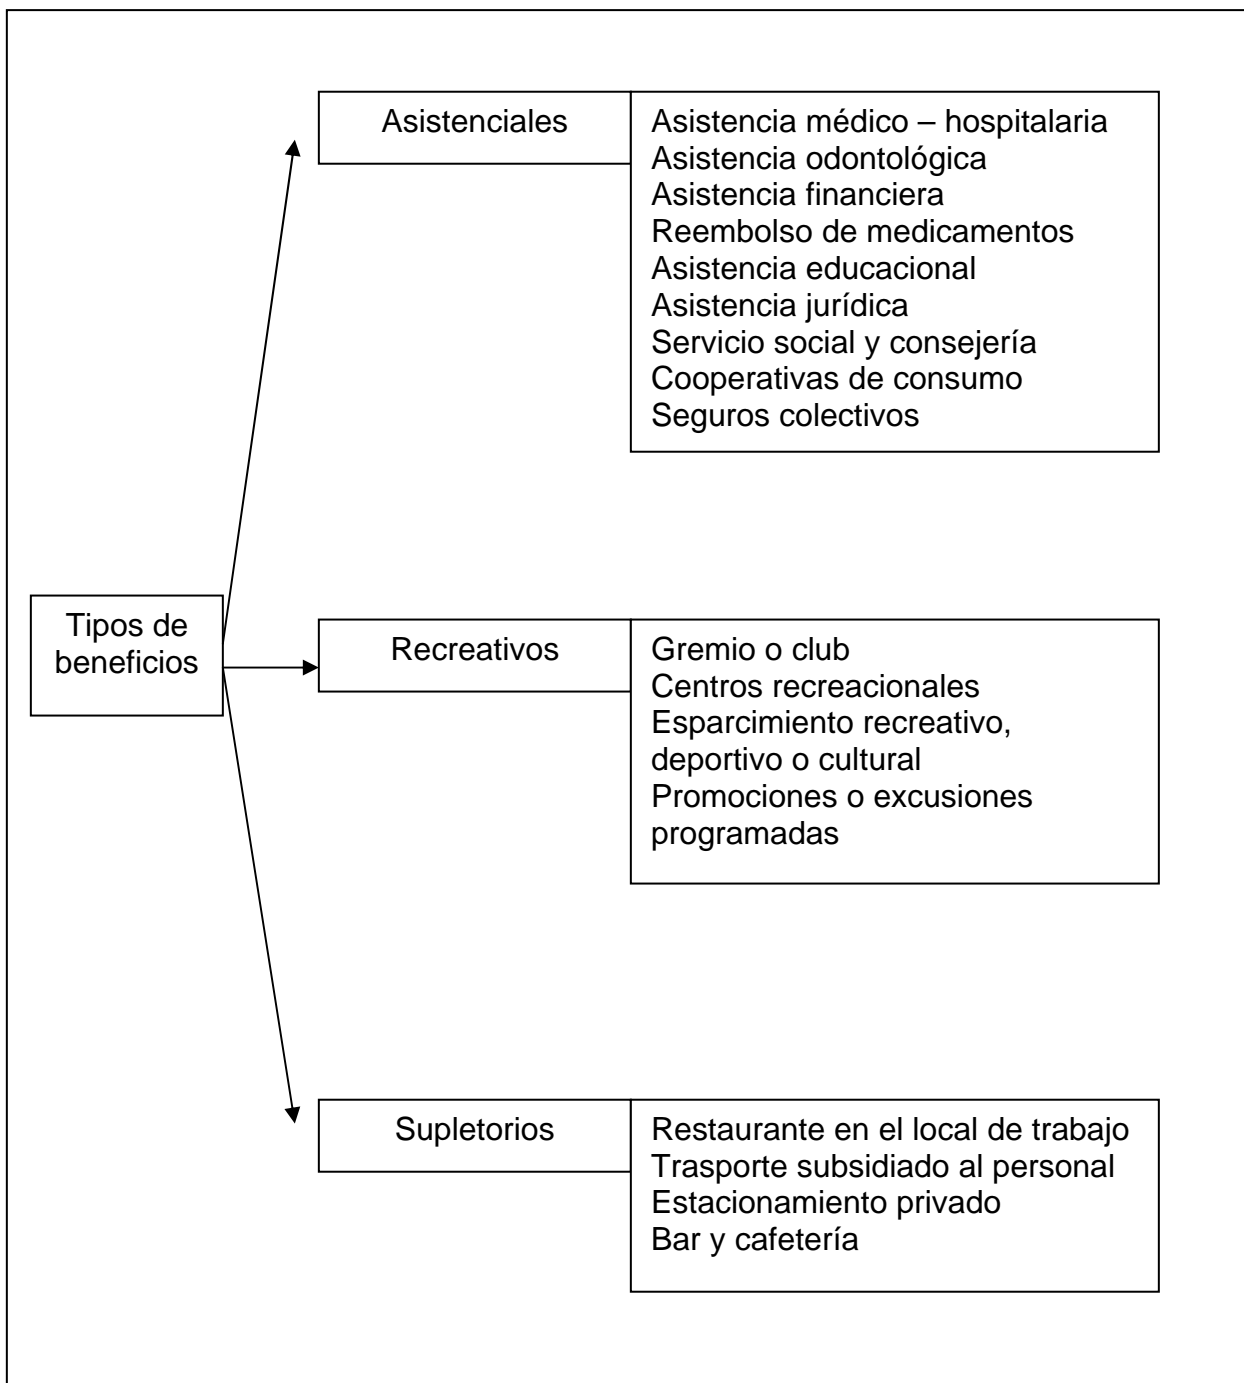 Tipos de
beneficios
Asistenciales
Asistencia médico – hospitalaria
Asistencia odontológica
Asistencia financiera
Reembolso de medicamentos
Asistencia educacional
Asistencia jurídica
Servicio social y consejería
Cooperativas de consumo
Seguros colectivos
Recreativos
Gremio o club
Centros recreacionales
Esparcimiento recreativo,
deportivo o cultural
Promociones o excusiones
programadas
Supletorios
Restaurante en el local de trabajo
Trasporte subsidiado al personal
Estacionamiento privado
Bar y cafetería